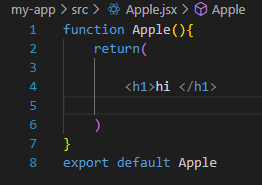 my-app > src > Apple.jsx > Apple
1 function Apple(){
2 return(
3
4 <h1>hi </h1>
5
6 )
7 }
8 export default Apple